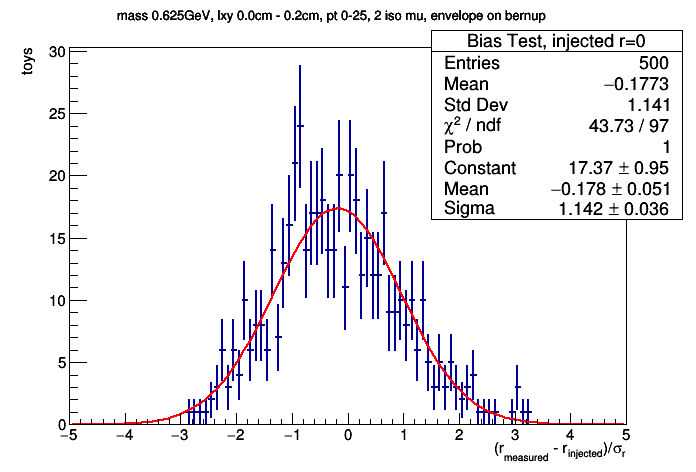 mass 0.625GeV, lxy 0.0cm - 0.2cm, pt 0-25, 2 iso mu, envelope on bernup
Bias Test, injected r=0
Entries 500
Mean −0.1773
Std Dev 1.141
χ² / ndf 43.73 / 97
Prob 1
Constant 17.37 ± 0.95
Mean −0.178 ± 0.051
Sigma 1.142 ± 0.036
toys
30
25
20
15
10
5
0
−5 −4 −3 −2 −1 0 1 2 3 4 5
(r_measured - r_injected)/σ_r